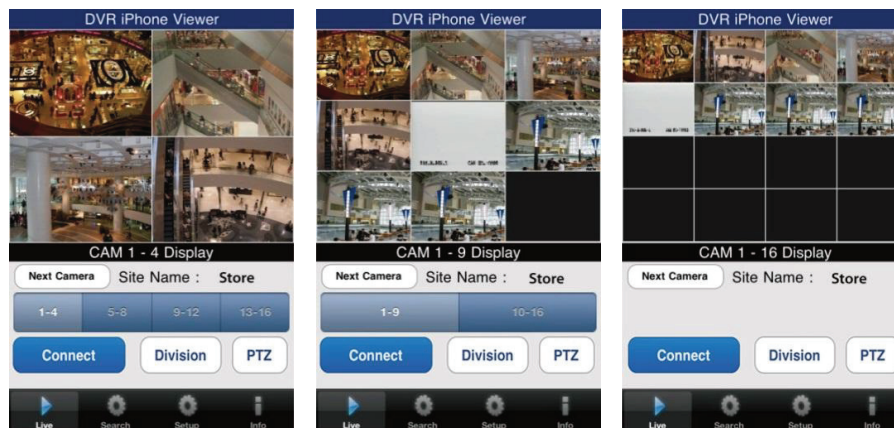 DVR iPhone Viewer
CAM 1 - 4 Display
Next Camera Site Name : Store
1-4 5-8 9-12 13-16
Connect Division PTZ
Live Search Setup Info
DVR iPhone Viewer
CAM 1 - 9 Display
Next Camera Site Name : Store
1-9 10-16
Connect Division PTZ
Live Search Setup Info
DVR iPhone Viewer
CAM 1 - 16 Display
Next Camera Site Name : Store
Connect Division PTZ
Live Search Setup Info